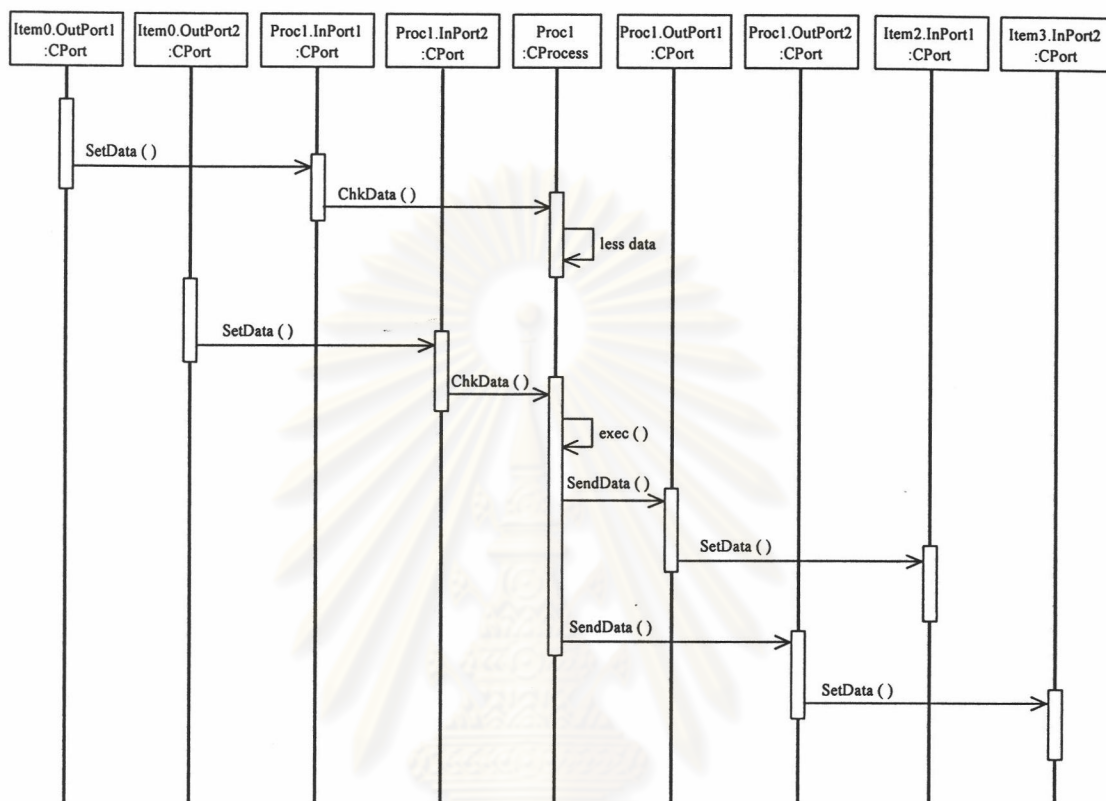 Item0.OutPort1
:CPort
Item0.OutPort2
:CPort
Proc1.InPort1
:CPort
Proc1.InPort2
:CPort
Proc1
:CProcess
Proc1.OutPort1
:CPort
Proc1.OutPort2
:CPort
Item2.InPort1
:CPort
Item3.InPort2
:CPort
SetData ( )
ChkData ( )
less data
SetData ( )
ChkData ( )
exec ( )
SendData ( )
SetData ( )
SendData ( )
SetData ( )